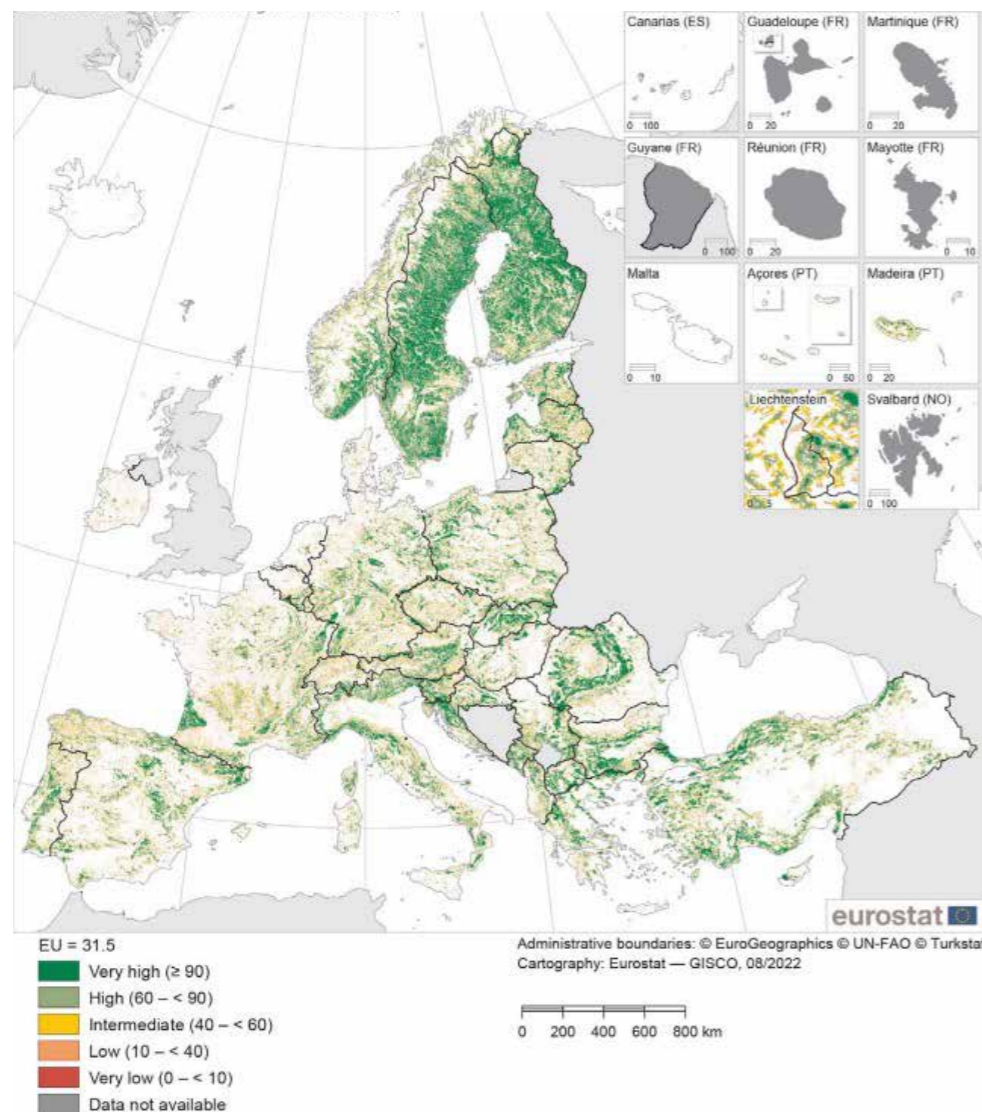 Canarias (ES)
0 100
Guadeloupe (FR)
0 20
Martinique (FR)
0 20
Guyane (FR)
0 100
Réunion (FR)
0 20
Mayotte (FR)
0 10
Malta
0 10
Açores (PT)
0 50
Madeira (PT)
0 20
Liechtenstein
0 5
Svalbard (NO)
0 100
eurostat
EU = 31.5
Very high (≥ 90)
High (60 – < 90)
Intermediate (40 – < 60)
Low (10 – < 40)
Very low (0 – < 10)
Data not available
Administrative boundaries: © EuroGeographics © UN-FAO © Turkstat
Cartography: Eurostat — GISCO, 08/2022
0 200 400 600 800 km